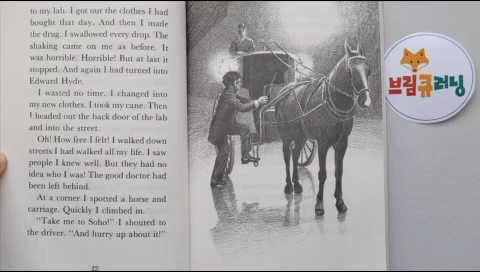 to my lab. I got out the clothes I had
bought that day. And then I made
the drug. I swallowed every drop. The
shaking came on me as before. It
was horrible. Horrible! But at last it
stopped. And again I had turned into
Edward Hyde.
I wasted no time. I changed into
my new clothes. I took my cane. Then
I headed out the back door of the lab
and into the street.
Oh! How free I felt! I walked down
streets I had walked all my life. I saw
people I knew well. But they had no
idea who I was! The good doctor had
been left behind.
At a corner I spotted a horse and
carriage. Quickly I climbed in.
"Take me to Soho!" I shouted to
the driver. "And hurry up about it!"
22
브림큐러닝